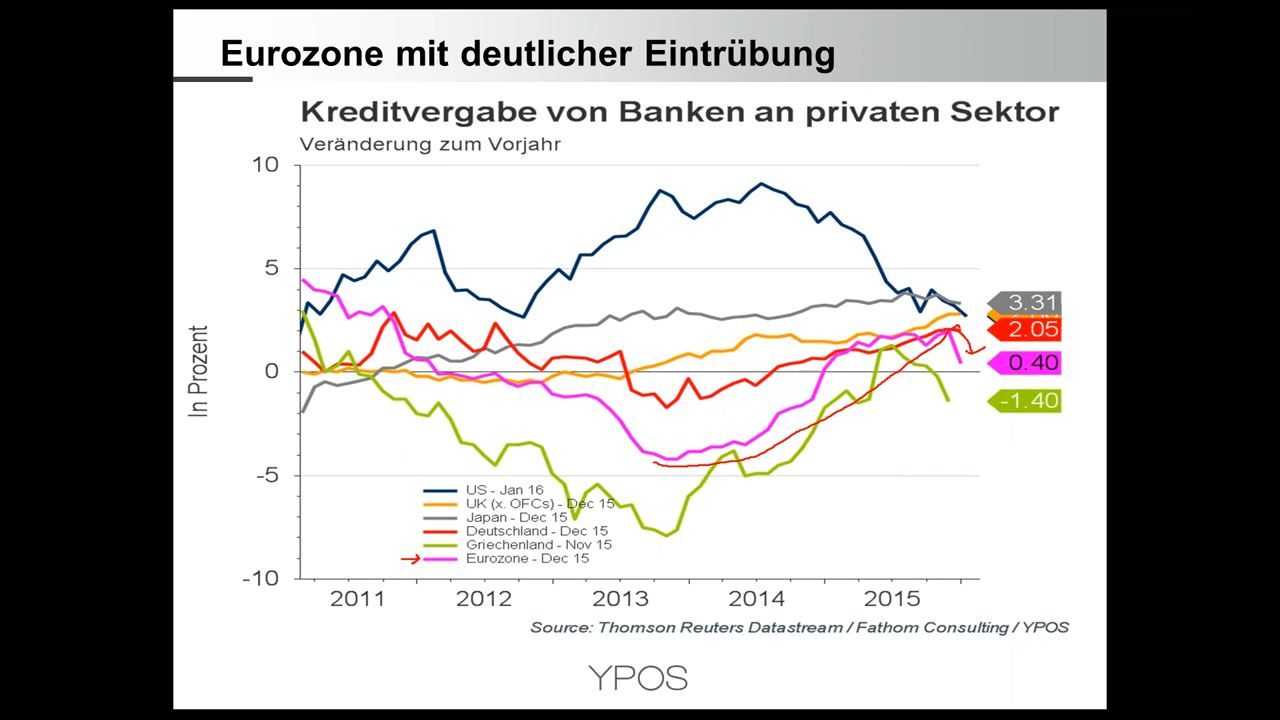 Eurozone mit deutlicher Eintrübung
Kreditvergabe von Banken an privaten Sektor
Veränderung zum Vorjahr
10
5
0
-5
-10
In Prozent
3.31
2.05
0.40
-1.40
US - Jan 16
UK (x. OFCs) - Dec 15
Japan - Dec 15
Deutschland - Dec 15
Griechenland - Nov 15
Eurozone - Dec 15
2011 2012 2013 2014 2015
Source: Thomson Reuters Datastream / Fathom Consulting / YPOS
YPOS